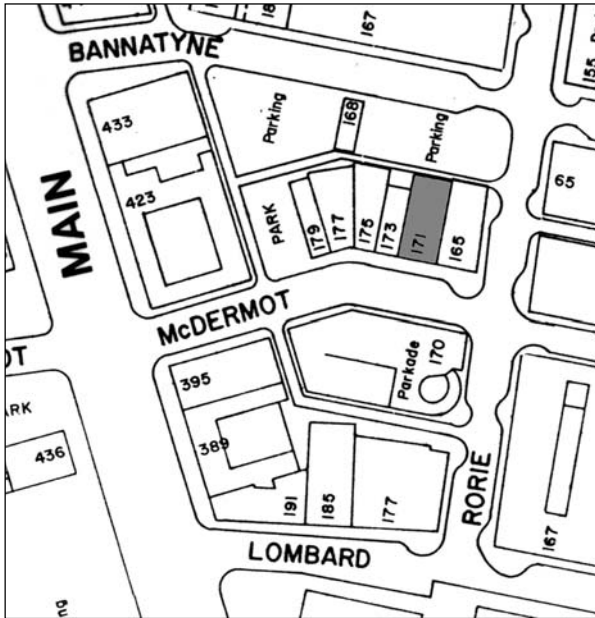 167
BANNATYNE
155
433
Parking
168
Parking
65
MAIN
423
PARK
179
177
175
173
171
165
McDERMOT
OT
395
Parkade
170
ARK
436
389
191
185
177
RORIE
167
LOMBARD